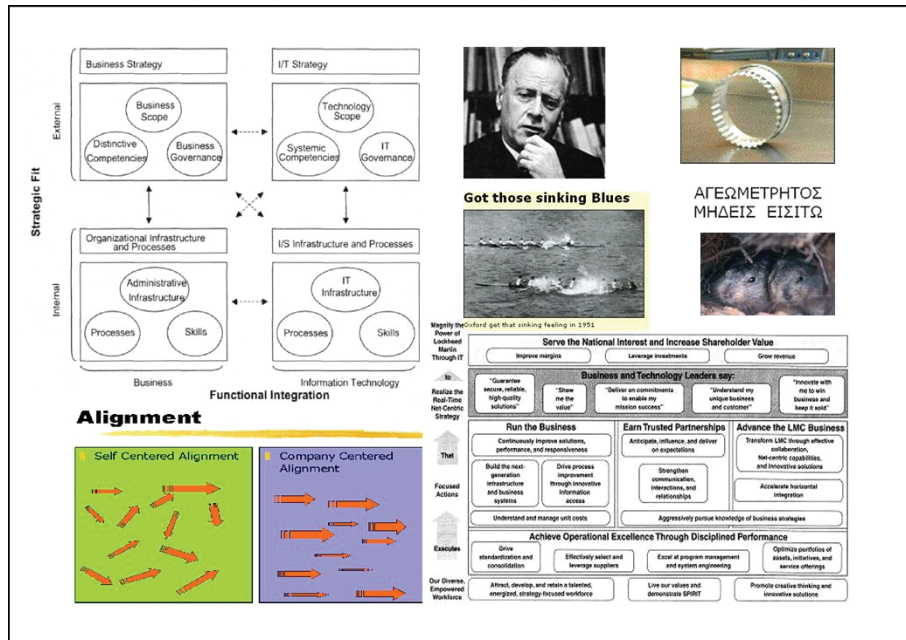 Business Strategy
I/T Strategy
External
Business
Scope
Distinctive
Competencies
Business
Governance
Technology
Scope
Systemic
Competencies
IT
Governance
Strategic Fit
Organizational Infrastructure
and Processes
I/S Infrastructure and Processes
Internal
Administrative
Infrastructure
Processes
Skills
IT
Infrastructure
Processes
Skills
Business
Information Technology
Functional Integration
Alignment
Self Centered Alignment
Company Centered
Alignment
Got those sinking Blues
Oxford get that sinking feeling in 1951
ΑΓΕΩΜΕΤΡΗΤΟΣ
ΜΗΔΕΙΣ ΕΙΣΙΤΩ
Magnify the
Power of
Lockheed
Martin
Through IT
Serve the National Interest and Increase Shareholder Value
Improve margins
Leverage investments
Grow revenue
to
Realize the
Real-Time
Net-Centric
Strategy
Business and Technology Leaders say:
"Guarantee
secure, reliable,
high-quality
solutions"
"Show
me the
value"
"Deliver on commitments
to enable my
mission success"
"Understand my
unique business
and customer"
"Innovate with
me to win
business and
keep it sold"
That
Focused
Actions
Run the Business
Continuously improve solutions,
performance, and responsiveness
Build the next-
generation
infrastructure
and business
systems
Drive process
improvement
through innovative
information
access
Understand and manage unit costs
Earn Trusted Partnerships
Anticipate, influence, and deliver
on expectations
Strengthen
communication,
interactions, and
relationships
Advance the LMC Business
Transform LMC through effective
collaboration,
Net-centric capabilities,
and innovative solutions
Accelerate horizontal
integration
Aggressively pursue knowledge of business strategies
Executes
Achieve Operational Excellence Through Disciplined Performance
Drive
standardization and
consolidation
Effectively select and
leverage suppliers
Excel at program management
and system engineering
Optimize portfolios of
assets, initiatives, and
service offerings
Our Diverse,
Empowered
Workforce
Attract, develop, and retain a talented,
energized, strategy-focused workforce
Live our values and
demonstrate SPIRIT
Promote creative thinking and
innovative solutions